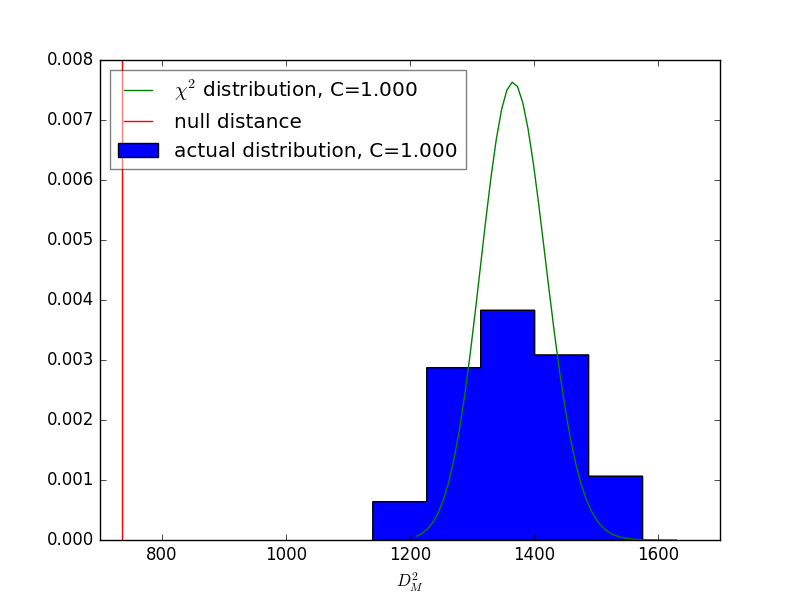 0.008
0.007
0.006
0.005
0.004
0.003
0.002
0.001
0.000
χ² distribution, C=1.000
null distance
actual distribution, C=1.000
800 1000 1200 1400 1600
D²_M